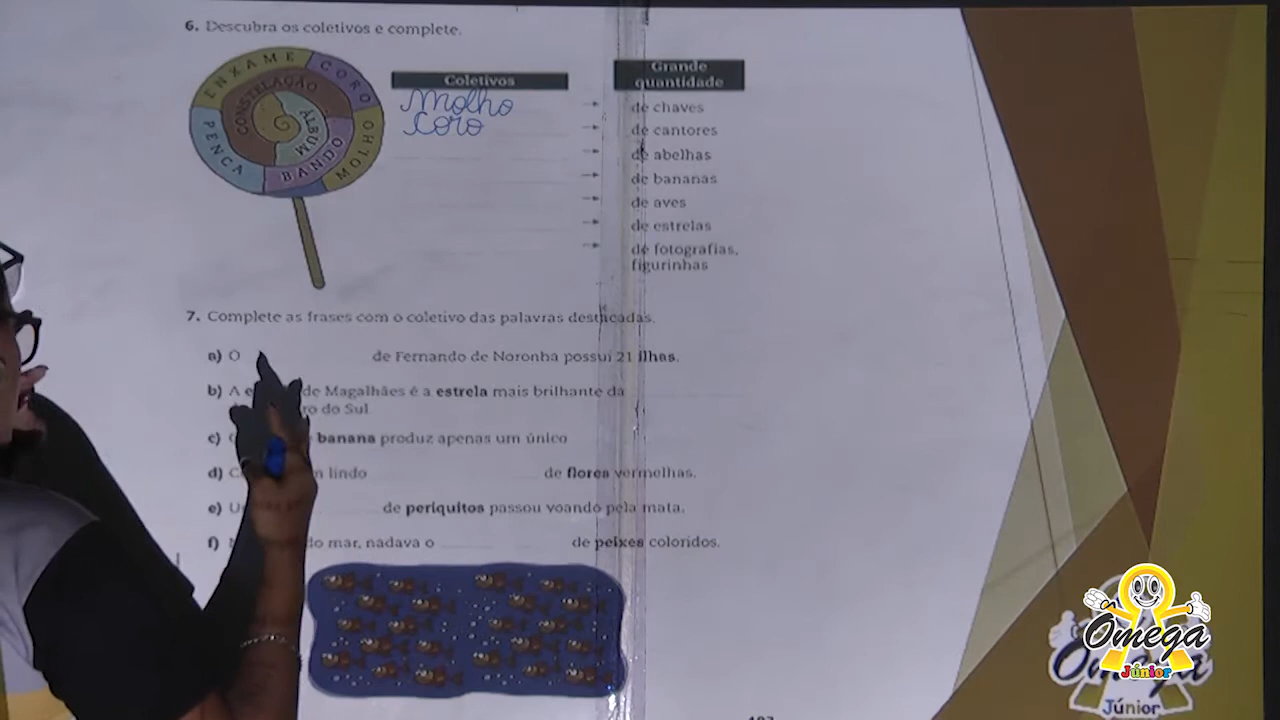 6. Descubra os coletivos e complete.
ENXAME
CORO
MOLHO
BANDO
PENCA
CONSTELAÇÃO
ÁLBUM
Coletivos
Grande
quantidade
Molho
de chaves
Coro
de cantores
de abelhas
de bananas
de aves
de estrelas
de fotografias,
figurinhas
7. Complete as frases com o coletivo das palavras destacadas.
a) O de Fernando de Noronha possui 21 ilhas.
b) A de Magalhães é a estrela mais brilhante da
do Sul.
c) banana produz apenas um único
d) lindo de flores vermelhas.
e) de periquitos passou voando pela mata.
f) do mar, nadava o de peixes coloridos.
Omega
Júnior
Júnior